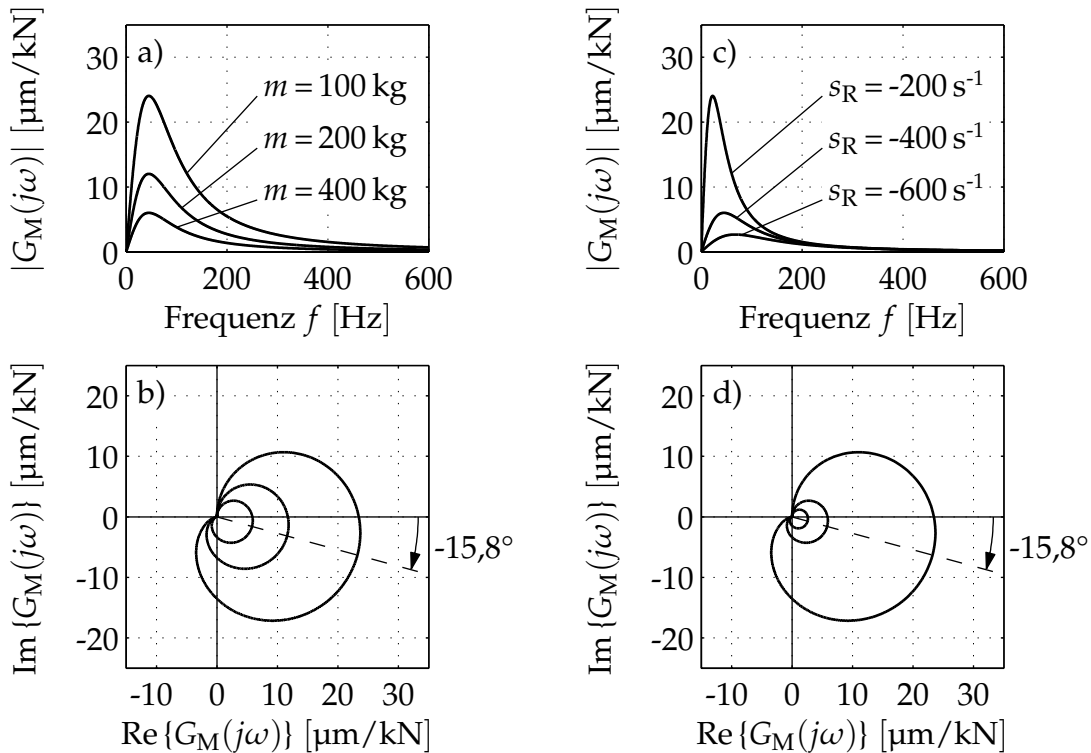 a)
|G_M(jω)| [µm/kN]
30
20
10
0
m = 100 kg
m = 200 kg
m = 400 kg
0 200 400 600
Frequenz f [Hz]
c)
|G_M(jω)| [µm/kN]
30
20
10
0
s_R = -200 s^-1
s_R = -400 s^-1
s_R = -600 s^-1
0 200 400 600
Frequenz f [Hz]
b)
Im {G_M(jω)} [µm/kN]
20
10
0
-10
-20
-15,8°
-10 0 10 20 30
Re {G_M(jω)} [µm/kN]
d)
Im {G_M(jω)} [µm/kN]
20
10
0
-10
-20
-15,8°
-10 0 10 20 30
Re {G_M(jω)} [µm/kN]